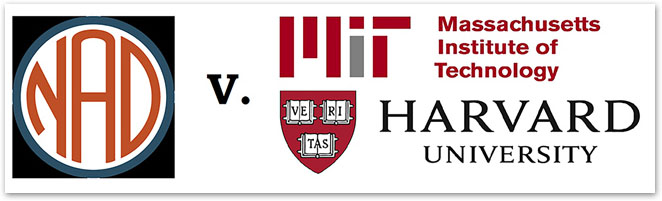 NAD
v.
MiT
Massachusetts
Institute of
Technology
VE RI
TAS
HARVARD
UNIVERSITY